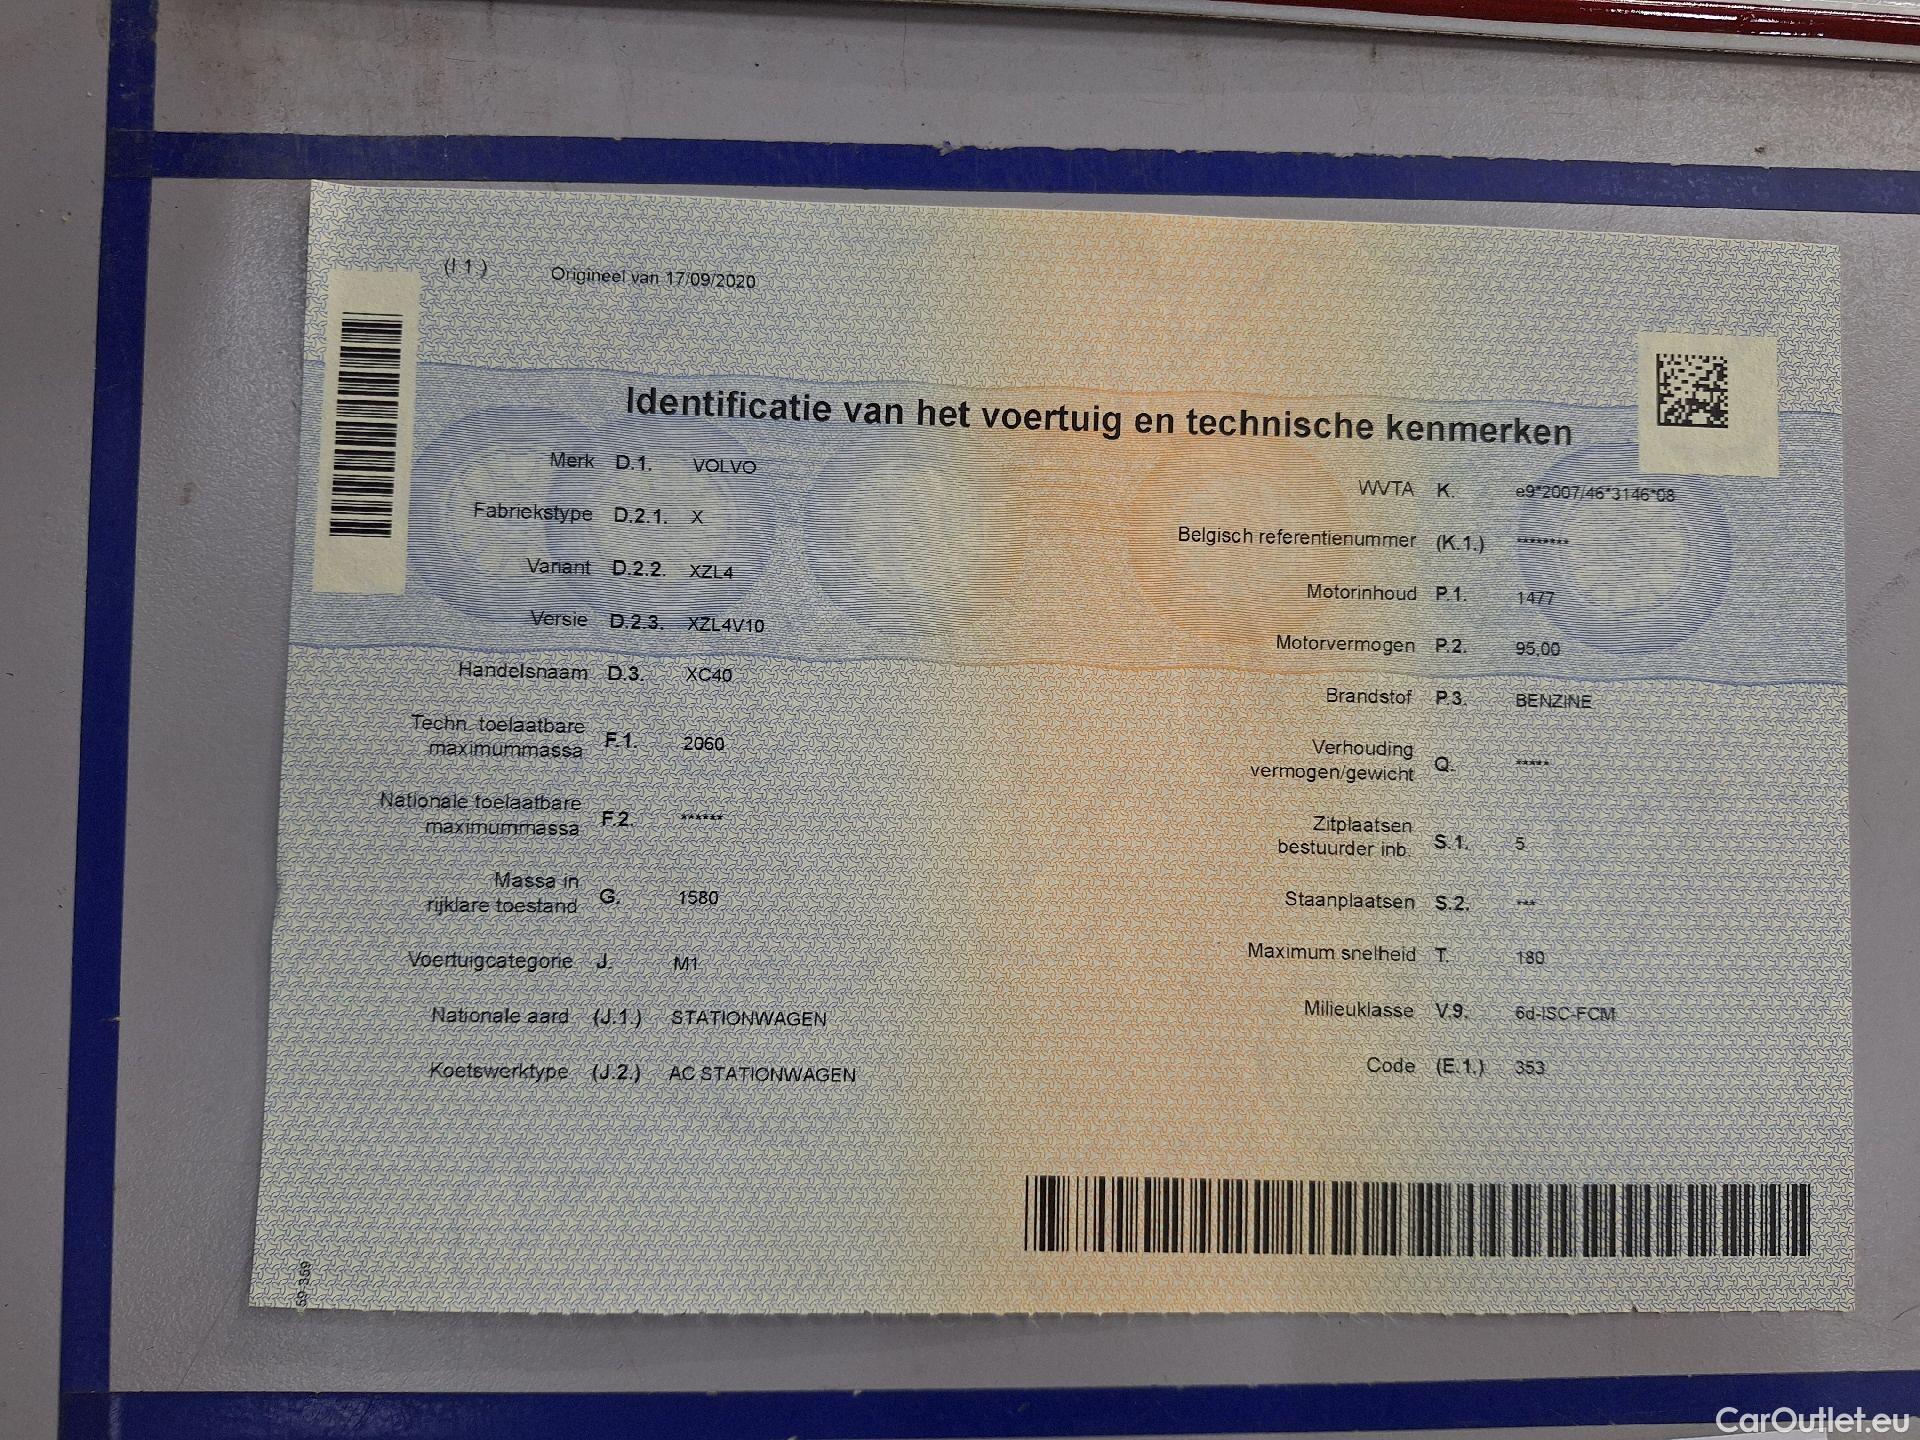 (I 1.) Origineel van 17/09/2020
Identificatie van het voertuig en technische kenmerken
Merk D.1. VOLVO
Fabriekstype D.2.1. X
Variant D.2.2. XZL4
Versie D.2.3. XZL4V10
Handelsnaam D.3. XC40
Techn. toelaatbare
maximummassa F.1. 2060
Nationale toelaatbare
maximummassa F.2. ******
Massa in
rijklare toestand G. 1580
Voertuigcategorie J. M1
Nationale aard (J.1.) STATIONWAGEN
Koetswerktype (J.2.) AC STATIONWAGEN
WVTA K. e9*2007/46*3146*08
Belgisch referentienummer (K.1.) ********
Motorinhoud P.1. 1477
Motorvermogen P.2. 95,00
Brandstof P.3. BENZINE
Verhouding
vermogen/gewicht Q. *****
Zitplaatsen
bestuurder inb. S.1. 5
Staanplaatsen S.2. ***
Maximum snelheid T. 180
Milieuklasse V.9. 6d-ISC-FCM
Code (E.1.) 353
59-359
CarOutlet.eu